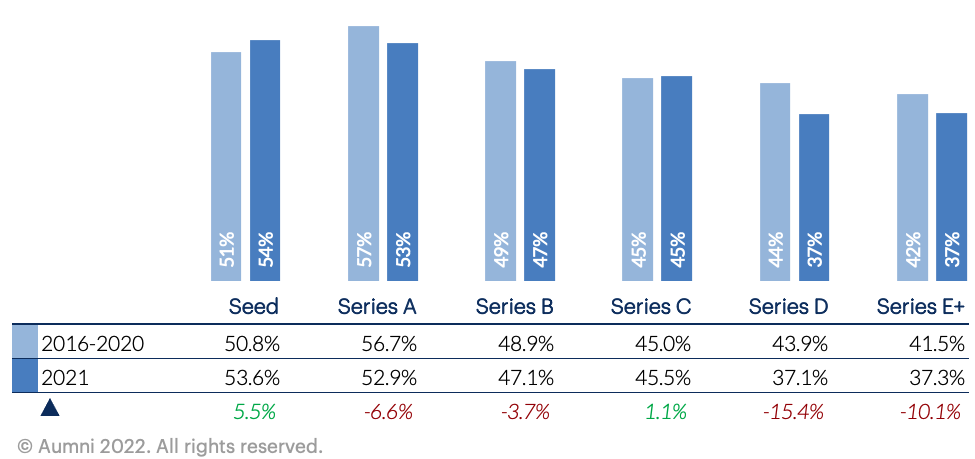 51% 54% 57% 53% 49% 47% 45% 45% 44% 37% 42% 37%
Seed Series A Series B Series C Series D Series E+
2016-2020 50.8% 56.7% 48.9% 45.0% 43.9% 41.5%
2021 53.6% 52.9% 47.1% 45.5% 37.1% 37.3%
▲ 5.5% -6.6% -3.7% 1.1% -15.4% -10.1%
© Aumni 2022. All rights reserved.